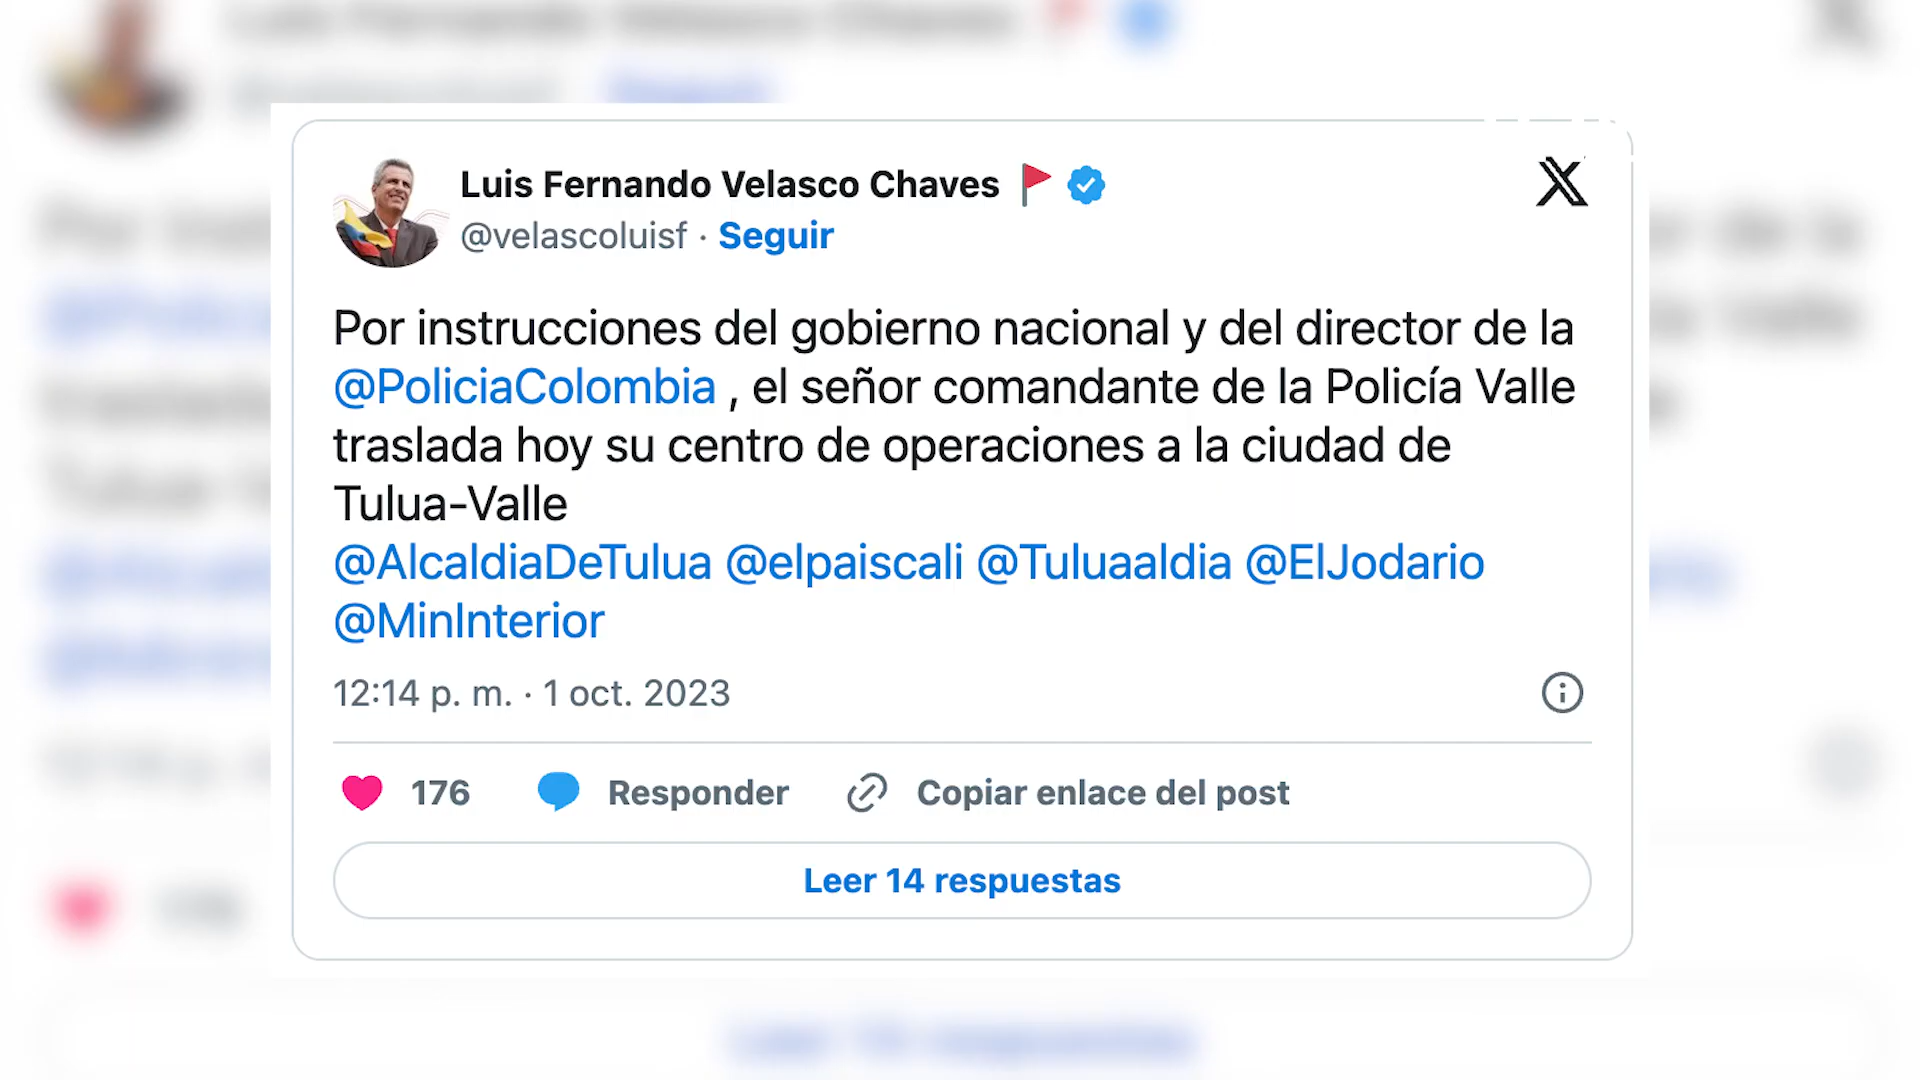 Luis Fernando Velasco Chaves
@velascoluisf · Seguir
Por instrucciones del gobierno nacional y del director de la
@PoliciaColombia , el señor comandante de la Policía Valle
traslada hoy su centro de operaciones a la ciudad de
Tulua-Valle
@AlcaldiaDeTulua @elpaiscali @Tuluaaldia @ElJodario
@MinInterior
12:14 p. m. · 1 oct. 2023
176 Responder Copiar enlace del post
Leer 14 respuestas